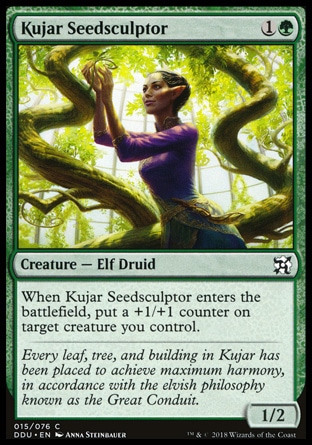 Kujar Seedsculptor 1
Creature — Elf Druid
When Kujar Seedsculptor enters the
battlefield, put a +1/+1 counter on
target creature you control.
Every leaf, tree, and building in Kujar has
been placed to achieve maximum harmony,
in accordance with the elvish philosophy
known as the Great Conduit.
1/2
015/076 C
DDU • EN Anna Steinbauer
™ & © 2018 Wizards of the Coast